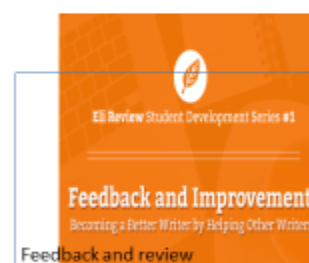 Eli Review Student Development Series #1
Feedback and Improvement
Becoming a Better Writer by Helping Other Writers
Feedback and review